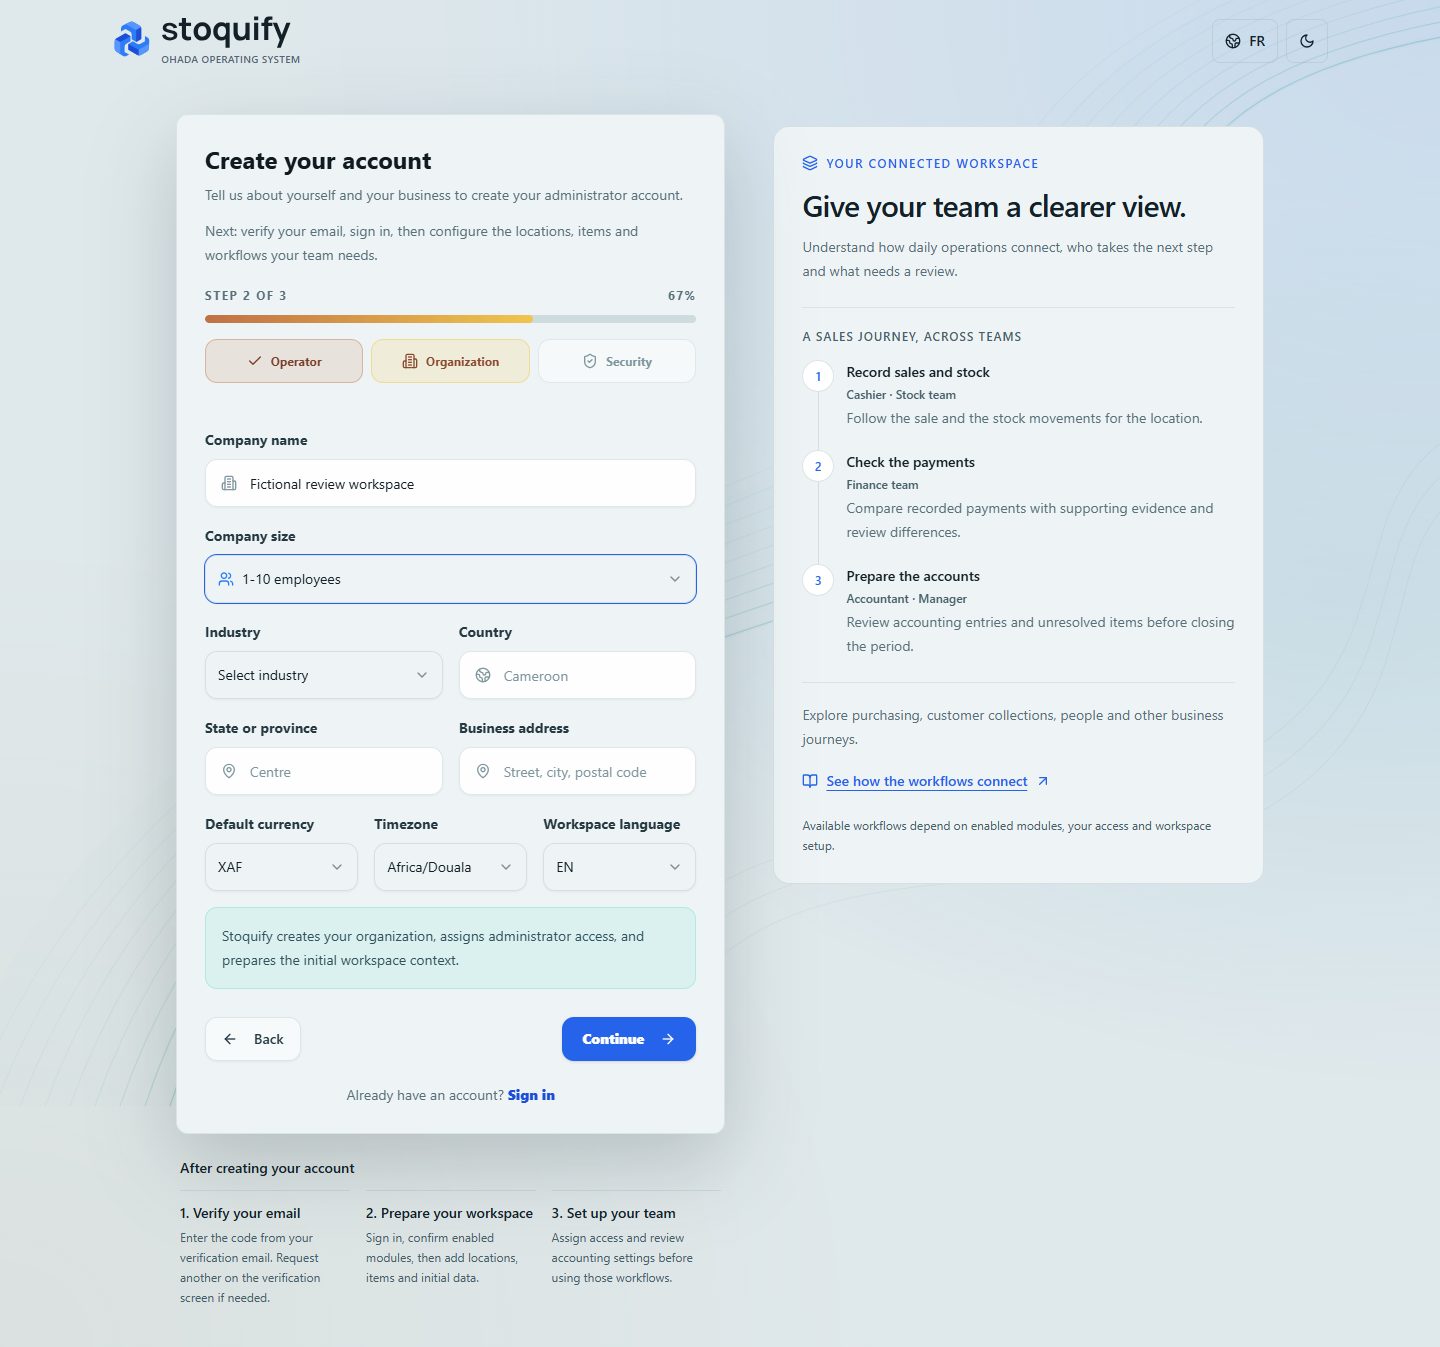 stoquify
OHADA OPERATING SYSTEM
FR
Create your account
Tell us about yourself and your business to create your administrator account.
Next: verify your email, sign in, then configure the locations, items and
workflows your team needs.
STEP 2 OF 3
67%
Operator
Organization
Security
Company name
Fictional review workspace
Company size
1-10 employees
Industry
Country
Select industry
Cameroon
State or province
Business address
Centre
Street, city, postal code
Default currency
Timezone
Workspace language
XAF
Africa/Douala
EN
Stoquify creates your organization, assigns administrator access, and
prepares the initial workspace context.
Back
Continue
Already have an account? Sign in
After creating your account
1. Verify your email
Enter the code from your
verification email. Request
another on the verification
screen if needed.
2. Prepare your workspace
Sign in, confirm enabled
modules, then add locations,
items and initial data.
3. Set up your team
Assign access and review
accounting settings before
using those workflows.
YOUR CONNECTED WORKSPACE
Give your team a clearer view.
Understand how daily operations connect, who takes the next step
and what needs a review.
A SALES JOURNEY, ACROSS TEAMS
1
Record sales and stock
Cashier · Stock team
Follow the sale and the stock movements for the location.
2
Check the payments
Finance team
Compare recorded payments with supporting evidence and
review differences.
3
Prepare the accounts
Accountant · Manager
Review accounting entries and unresolved items before closing
the period.
Explore purchasing, customer collections, people and other business
journeys.
See how the workflows connect
Available workflows depend on enabled modules, your access and workspace
setup.